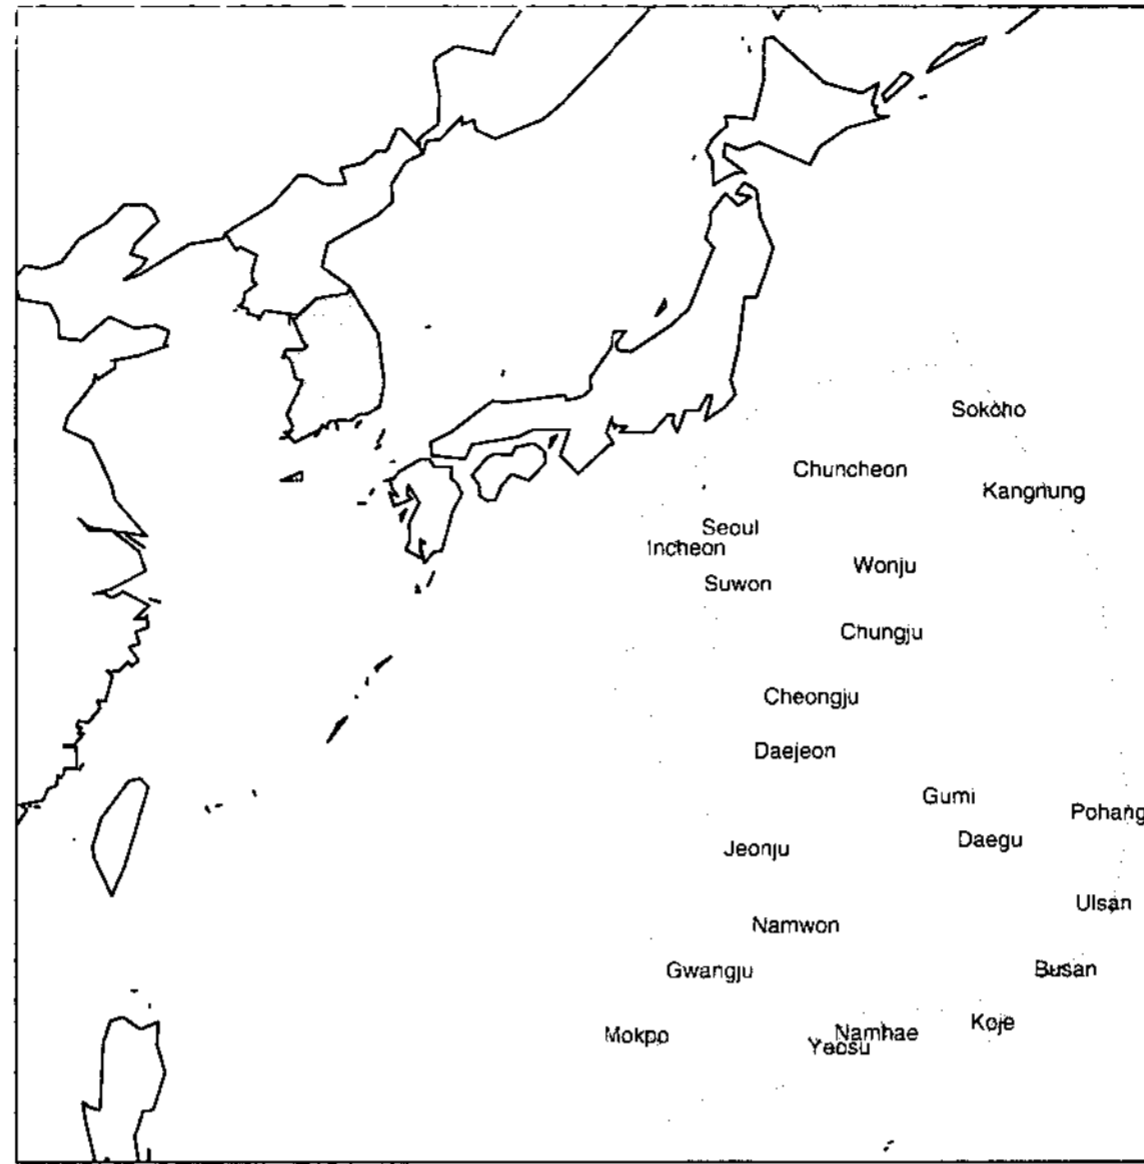 Sokcho
Chuncheon
Kangnung
Seoul
Incheon
Wonju
Suwon
Chungju
Cheongju
Daejeon
Gumi
Pohang
Daegu
Jeonju
Ulsan
Namwon
Gwangju
Busan
Koje
Namhae
Mokpo
Yeosu